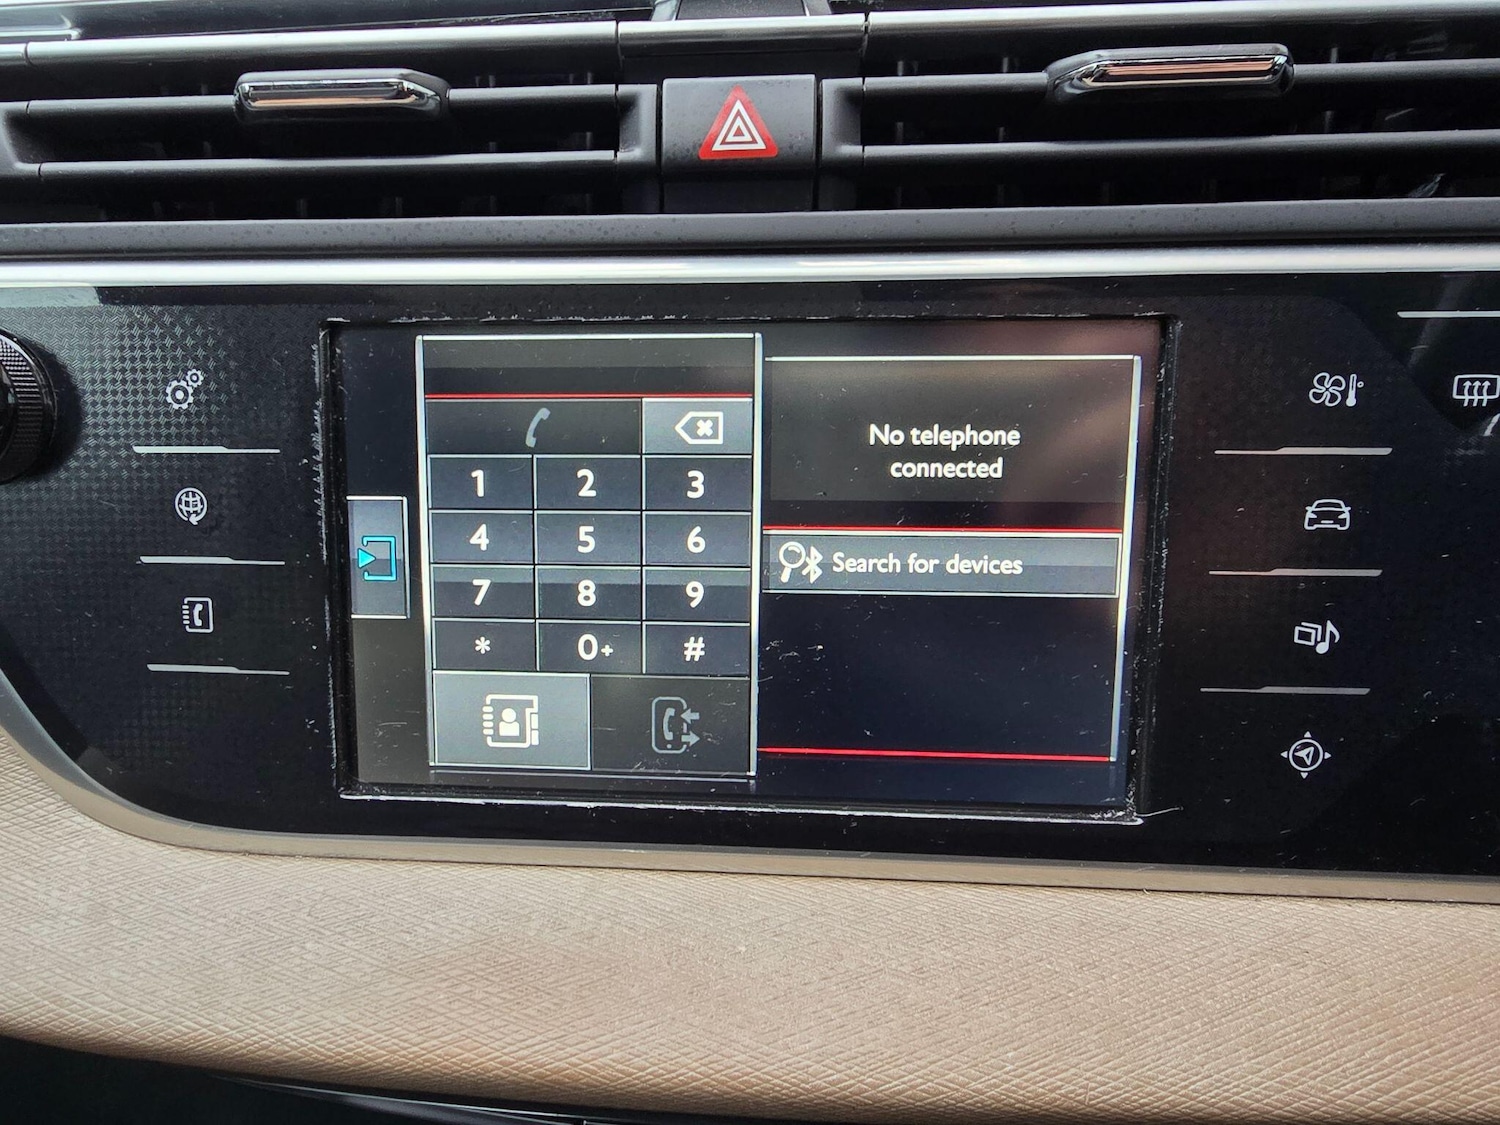 No telephone
connected
1 2 3
4 5 6
7 8 9
* 0+ #
Search for devices